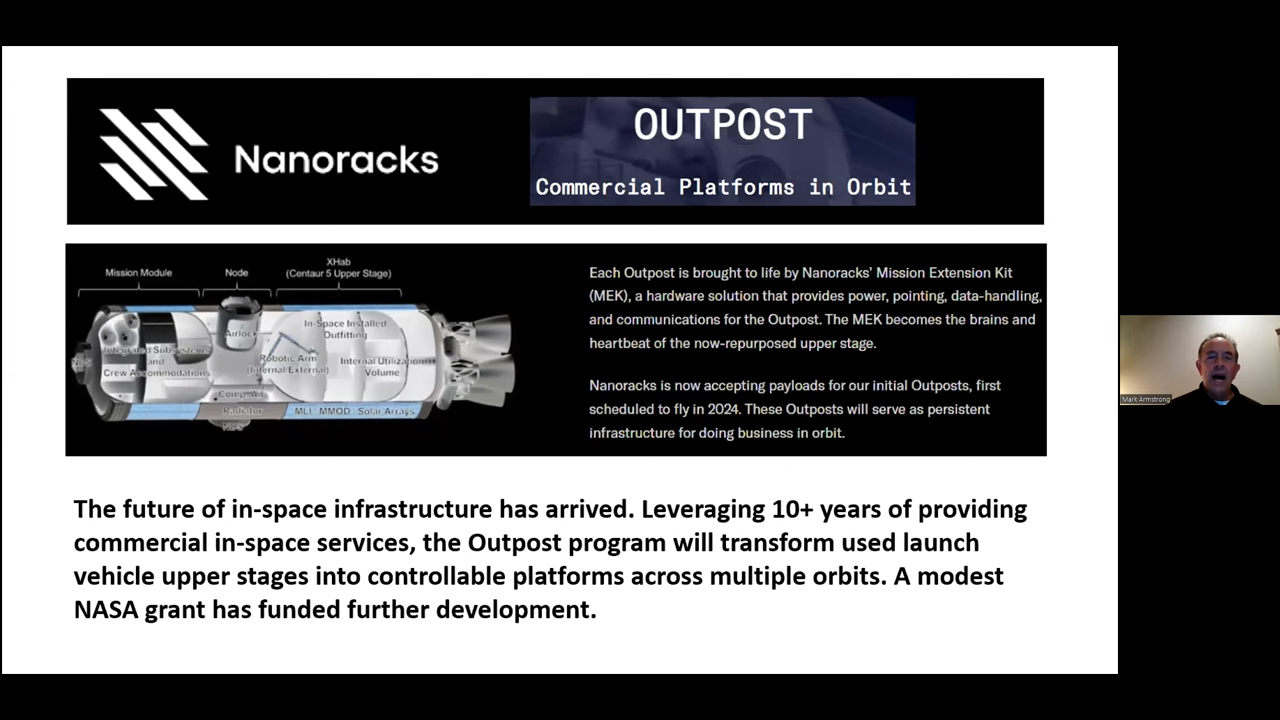 Nanoracks
OUTPOST
Commercial Platforms in Orbit
Mission Module
Node
XHab
(Centaur 5 Upper Stage)
Airlock
In-Space Installed
Outfitting
Integrated Subsystems
and
Crew Accommodations
Robotic Arm
(Internal/External)
Internal Utilization
Volume
Radiator
MLI, MMOD, Solar Arrays
Each Outpost is brought to life by Nanoracks' Mission Extension Kit
(MEK), a hardware solution that provides power, pointing, data-handling,
and communications for the Outpost. The MEK becomes the brains and
heartbeat of the now-repurposed upper stage.
Nanoracks is now accepting payloads for our initial Outposts, first
scheduled to fly in 2024. These Outposts will serve as persistent
infrastructure for doing business in orbit.
The future of in-space infrastructure has arrived. Leveraging 10+ years of providing
commercial in-space services, the Outpost program will transform used launch
vehicle upper stages into controllable platforms across multiple orbits. A modest
NASA grant has funded further development.
Mark Armstrong